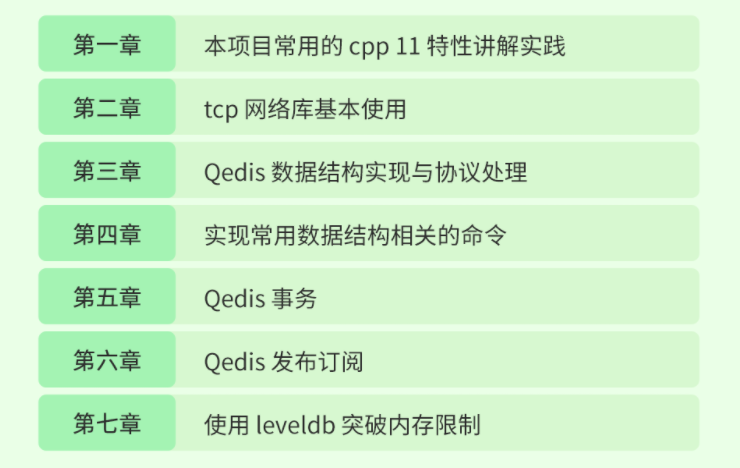 第一章 本项目常用的 cpp 11 特性讲解实践
第二章 tcp 网络库基本使用
第三章 Qedis 数据结构实现与协议处理
第四章 实现常用数据结构相关的命令
第五章 Qedis 事务
第六章 Qedis 发布订阅
第七章 使用 leveldb 突破内存限制